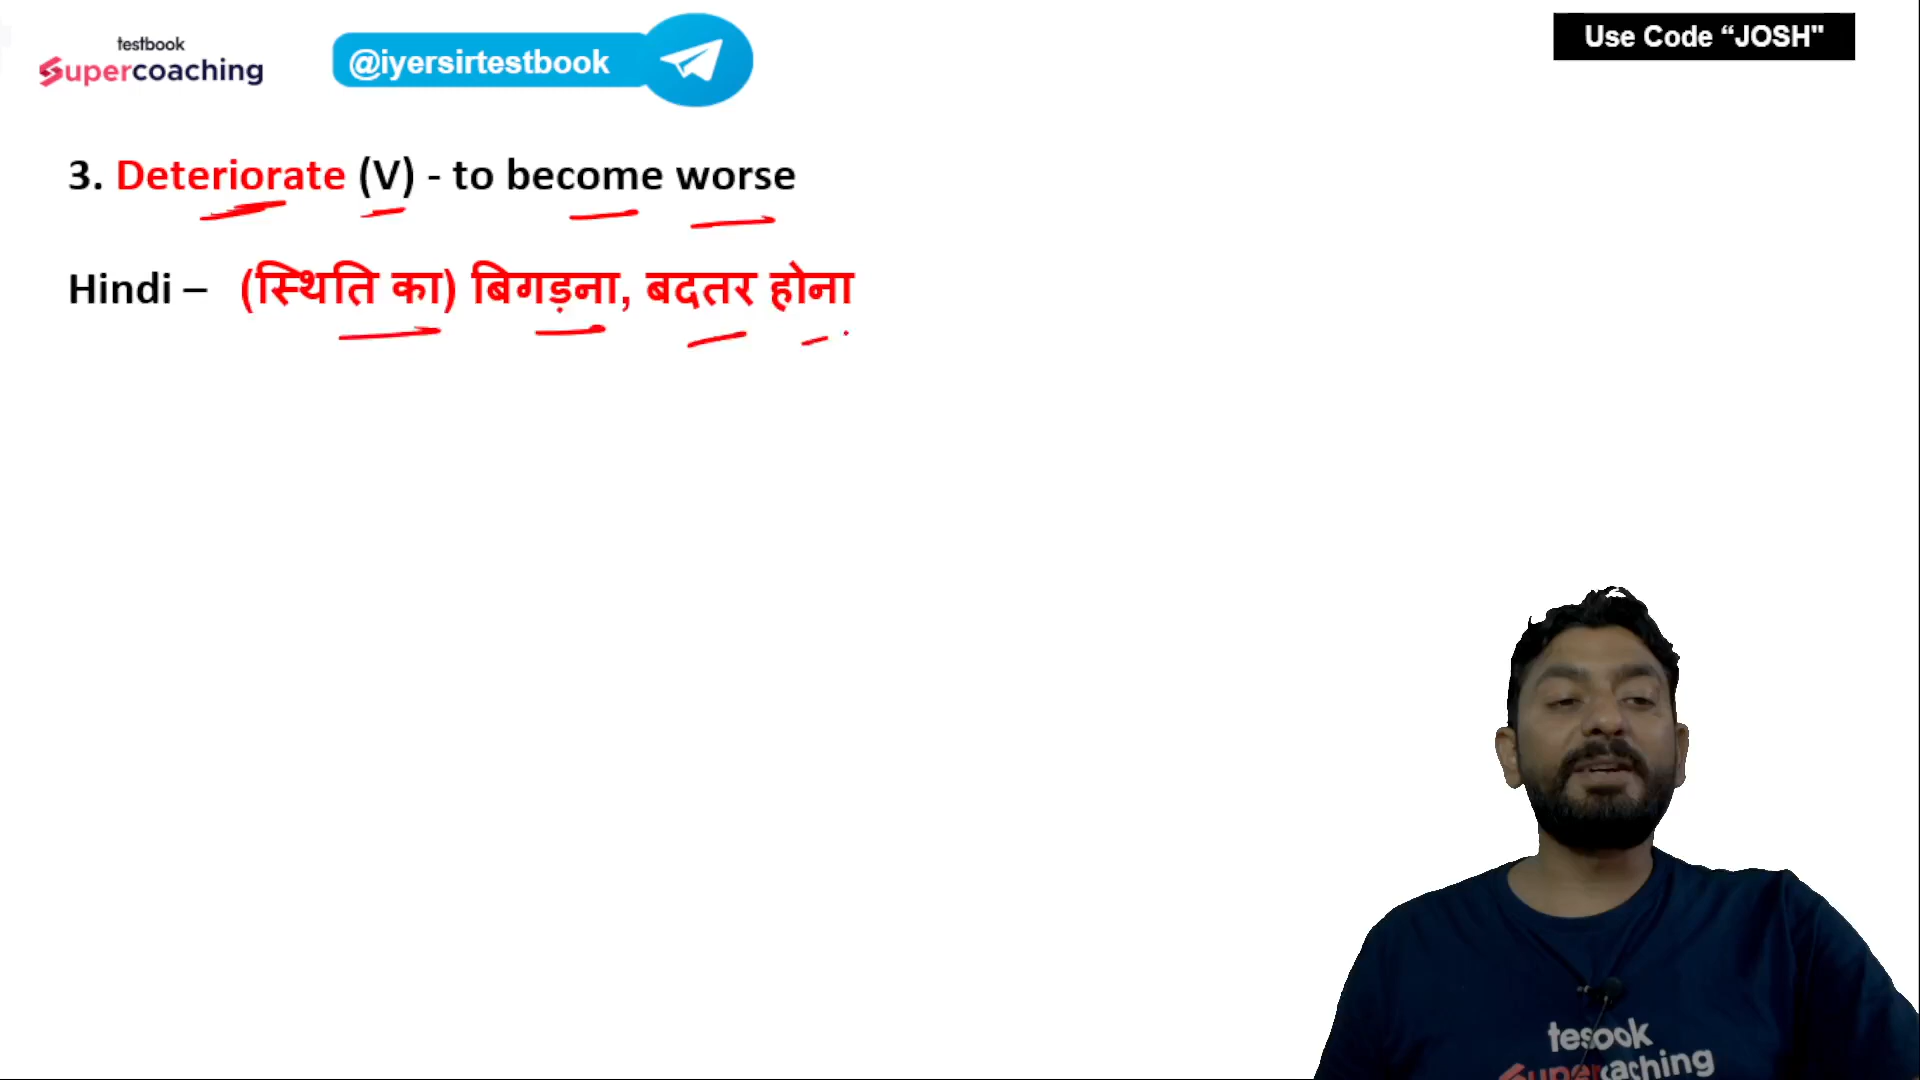 testbook
Supercoaching
@iyersirtestbook
Use Code “JOSH"
3. Deteriorate (V) - to become worse
Hindi – (स्थिति का) बिगड़ना, बदतर होना